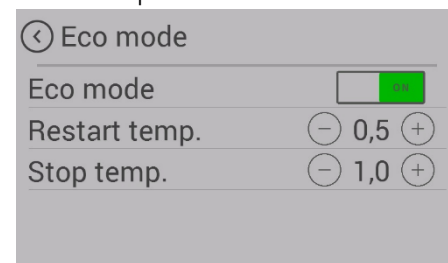 Eco mode
Eco mode ON
Restart temp. − 0,5 +
Stop temp. − 1,0 +